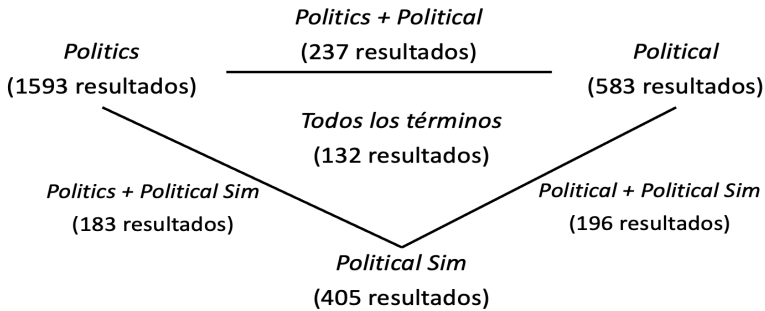 Politics + Political
(237 resultados)
Politics
(1593 resultados)
Political
(583 resultados)
Todos los términos
(132 resultados)
Politics + Political Sim
(183 resultados)
Political + Political Sim
(196 resultados)
Political Sim
(405 resultados)